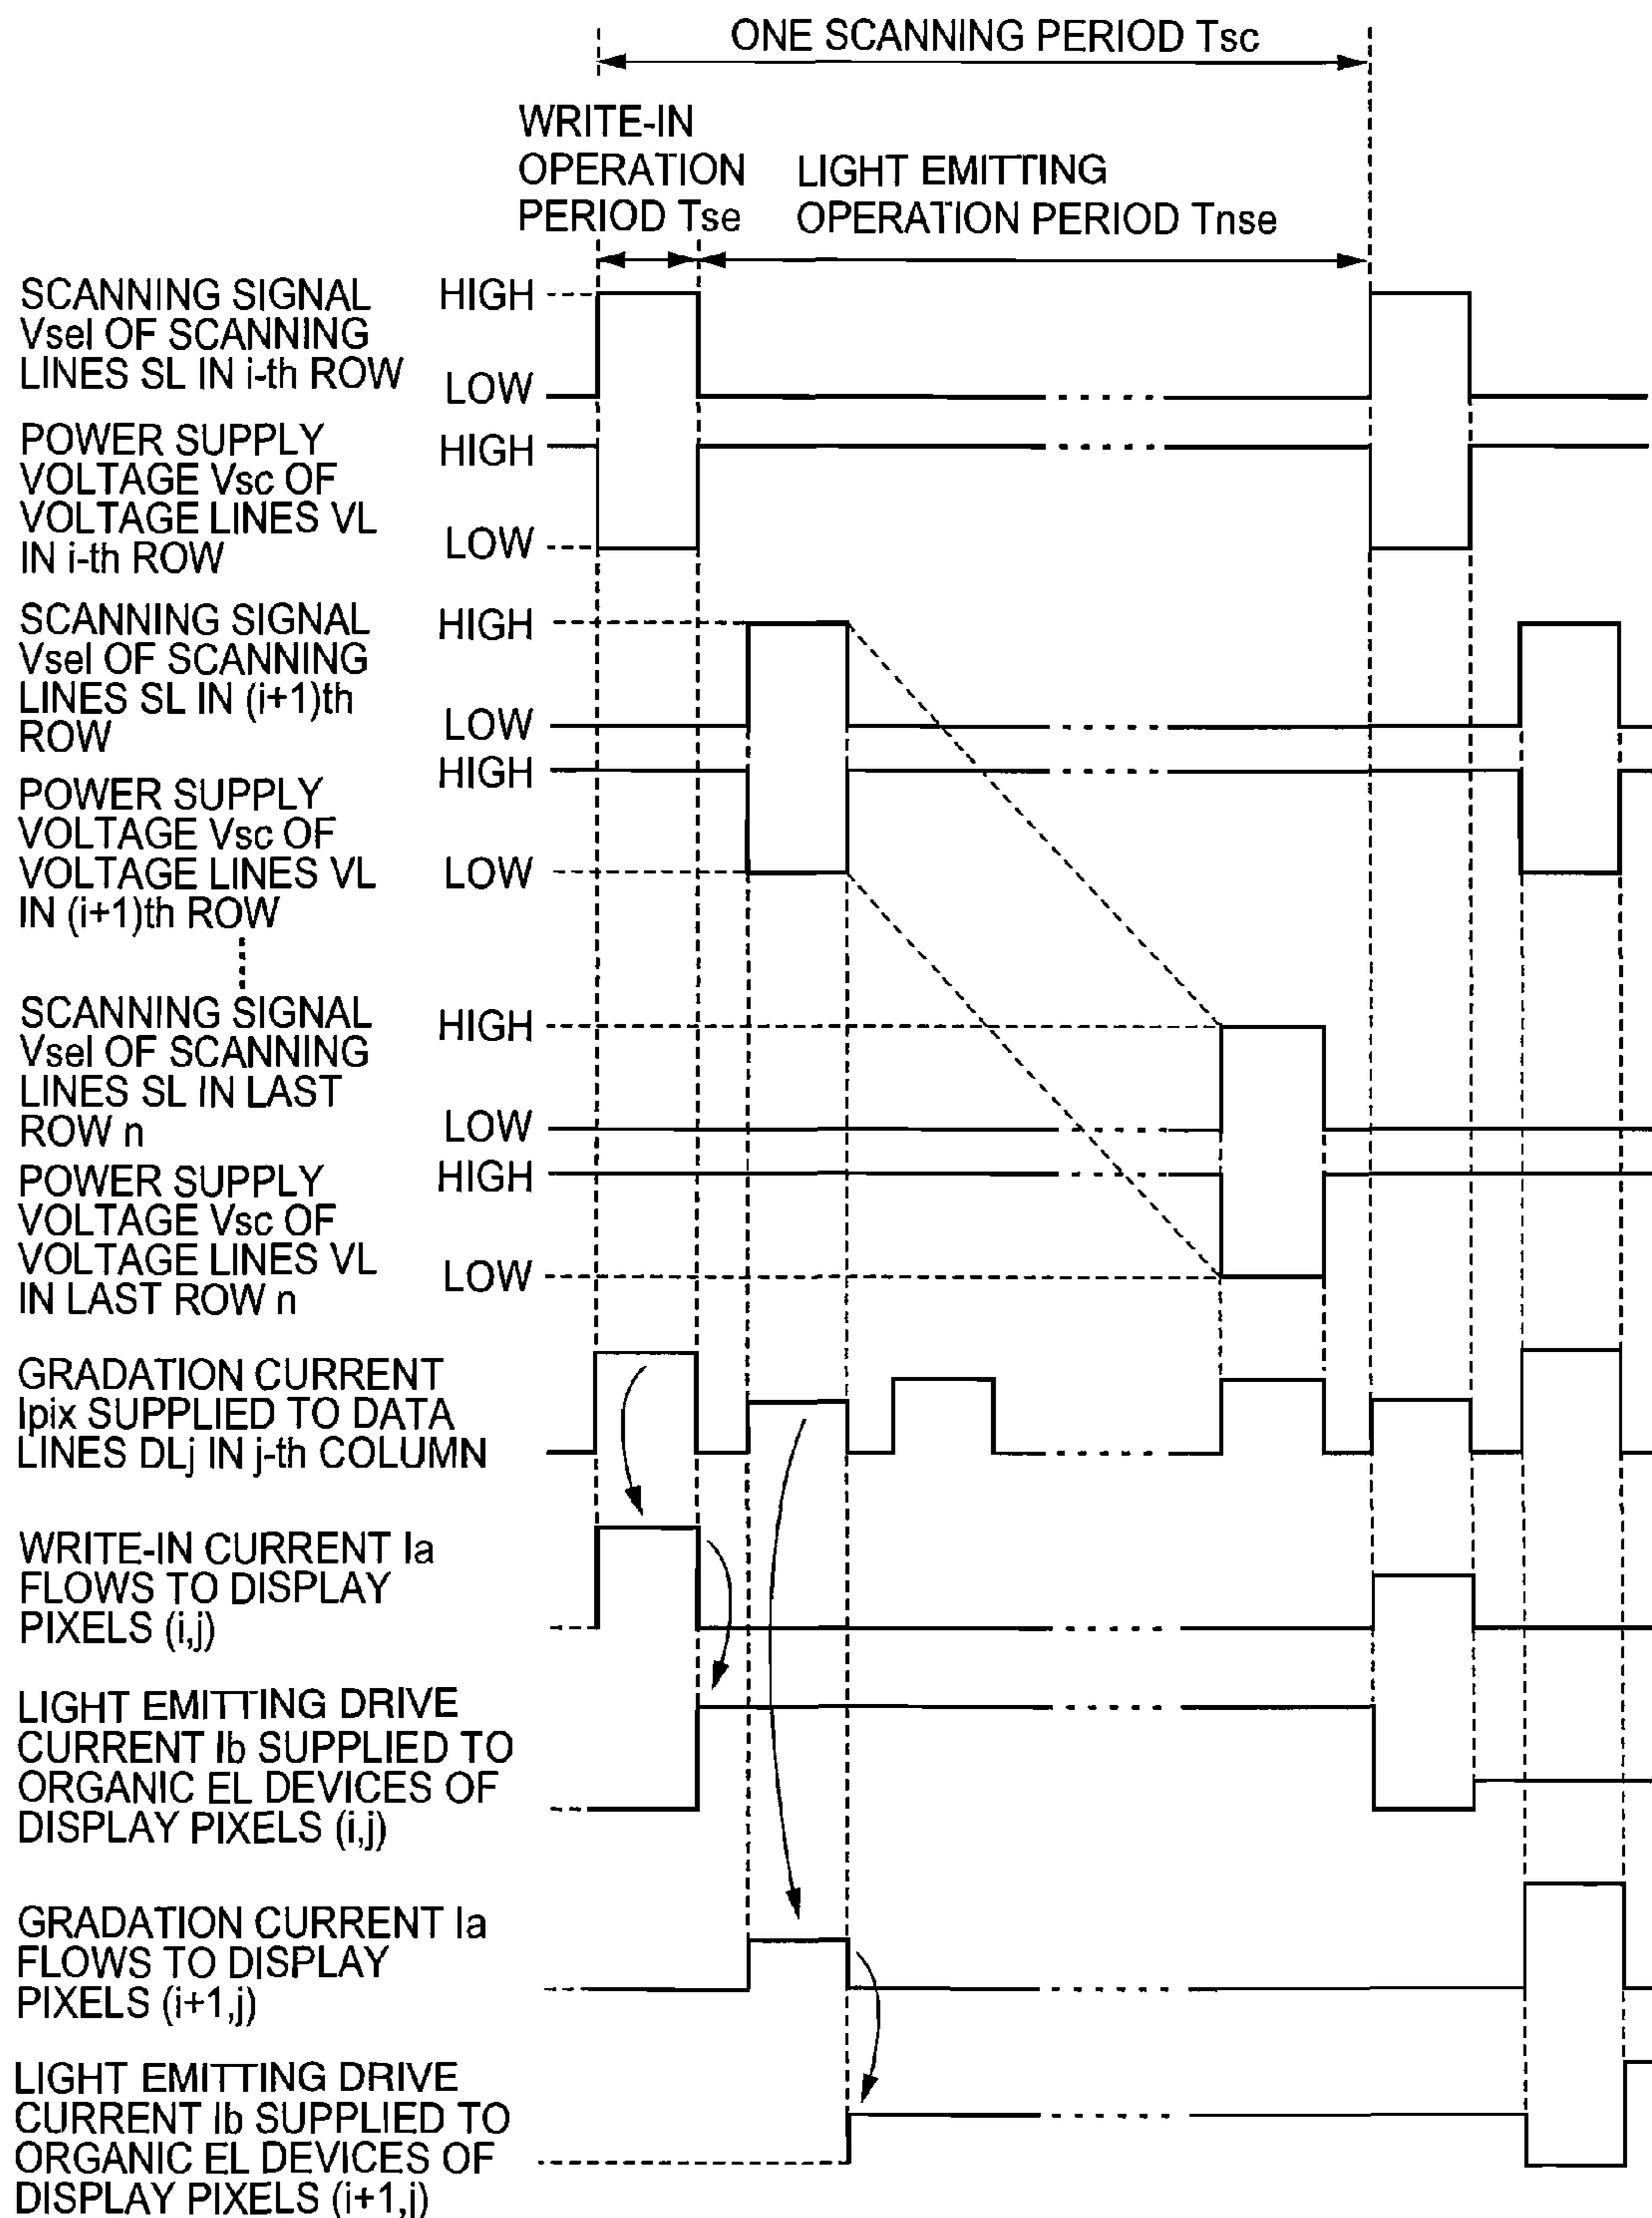 ONE SCANNING PERIOD Tsc
WRITE-IN
OPERATION
PERIOD Tse
LIGHT EMITTING
OPERATION PERIOD Tnse
SCANNING SIGNAL
Vsel OF SCANNING
LINES SL IN i-th ROW
HIGH
LOW
POWER SUPPLY
VOLTAGE Vsc OF
VOLTAGE LINES VL
IN i-th ROW
HIGH
LOW
SCANNING SIGNAL
Vsel OF SCANNING
LINES SL IN (i+1)th
ROW
HIGH
LOW
POWER SUPPLY
VOLTAGE Vsc OF
VOLTAGE LINES VL
IN (i+1)th ROW
HIGH
LOW
SCANNING SIGNAL
Vsel OF SCANNING
LINES SL IN LAST
ROW n
HIGH
LOW
POWER SUPPLY
VOLTAGE Vsc OF
VOLTAGE LINES VL
IN LAST ROW n
HIGH
LOW
GRADATION CURRENT
Ipix SUPPLIED TO DATA
LINES DLj IN j-th COLUMN
WRITE-IN CURRENT Ia
FLOWS TO DISPLAY
PIXELS (i,j)
LIGHT EMITTING DRIVE
CURRENT Ib SUPPLIED TO
ORGANIC EL DEVICES OF
DISPLAY PIXELS (i,j)
GRADATION CURRENT Ia
FLOWS TO DISPLAY
PIXELS (i+1,j)
LIGHT EMITTING DRIVE
CURRENT Ib SUPPLIED TO
ORGANIC EL DEVICES OF
DISPLAY PIXELS (i+1,j)